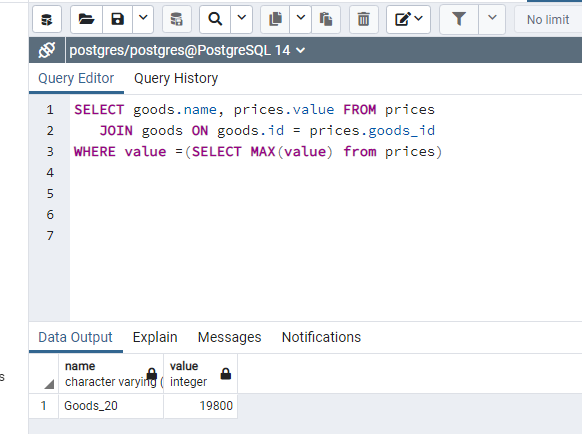 No limit
postgres/postgres@PostgreSQL 14
Query Editor Query History
1 SELECT goods.name, prices.value FROM prices
2 JOIN goods ON goods.id = prices.goods_id
3 WHERE value =(SELECT MAX(value) from prices)
4
5
6
7
Data Output Explain Messages Notifications
name value
character varying ( integer
1 Goods_20 19800
s